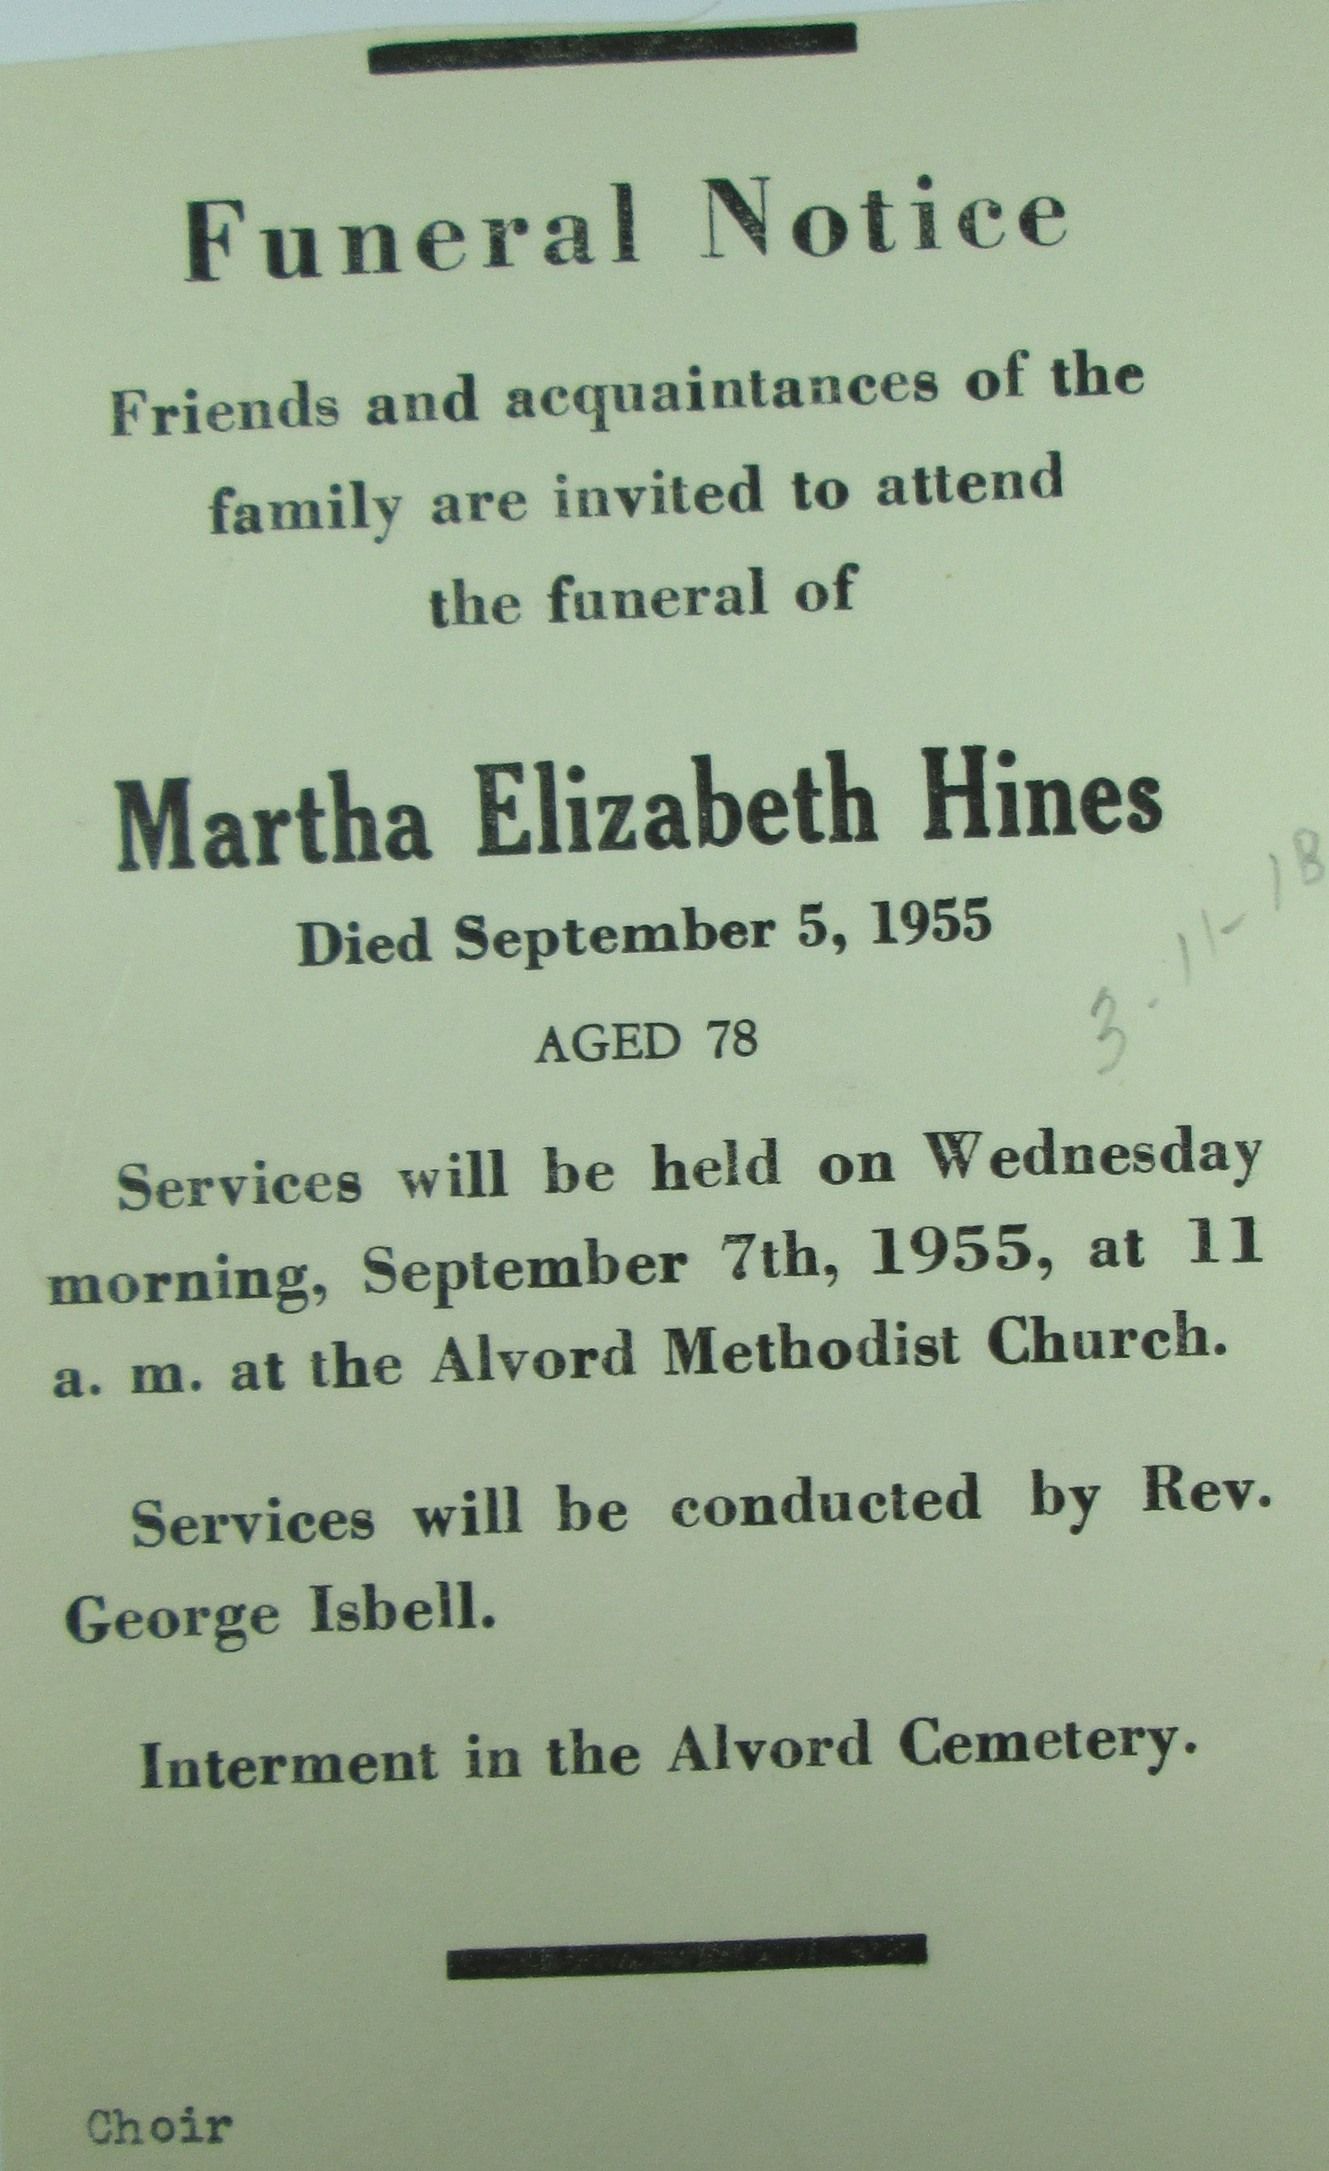 Funeral Notice
Friends and acquaintances of the
family are invited to attend
the funeral of
Martha Elizabeth Hines
Died September 5, 1955
3-11-18
AGED 78
Services will be held on Wednesday
morning, September 7th, 1955, at 11
a. m. at the Alvord Methodist Church.
Services will be conducted by Rev.
George Isbell.
Interment in the Alvord Cemetery.
Choir